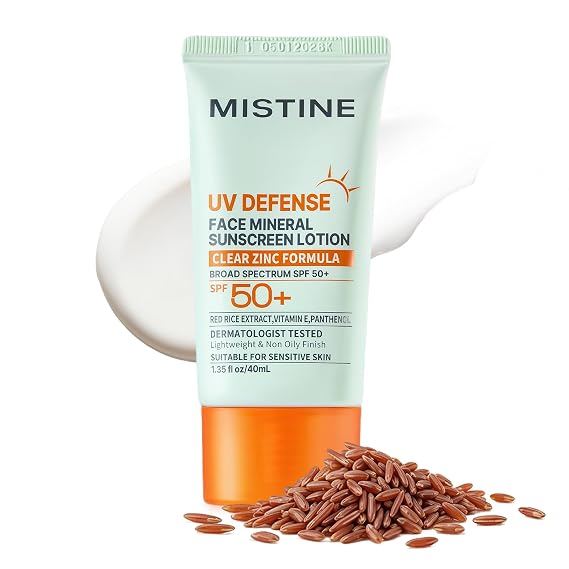 MISTINE
UV DEFENSE
FACE MINERAL
SUNSCREEN LOTION
CLEAR ZINC FORMULA
BROAD SPECTRUM SPF 50+
SPF 50+
RED RICE EXTRACT,VITAMIN E,PANTHENOL
DERMATOLOGIST TESTED
Lightweight & Non Oily Finish
SUITABLE FOR SENSITIVE SKIN
1.35 fl oz/40mL